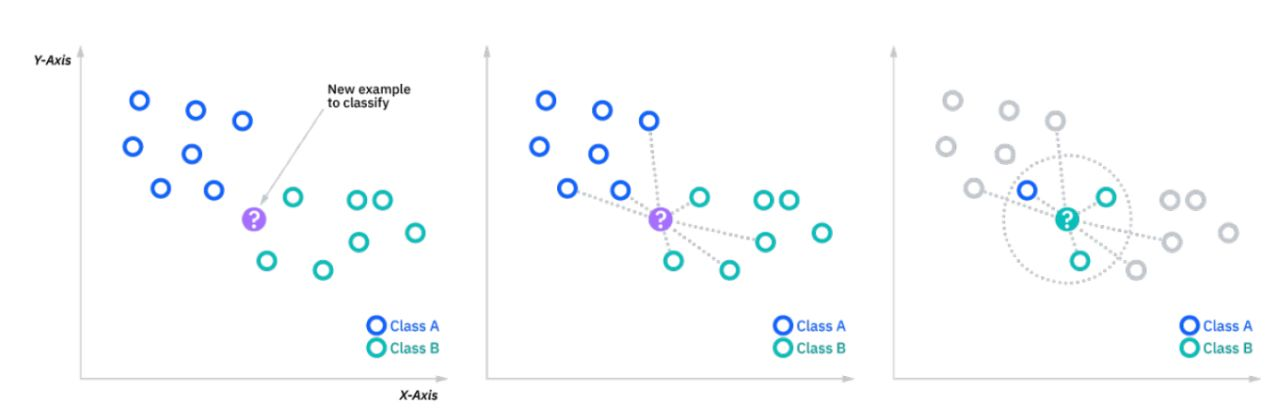 Y-Axis
New example
to classify
?
Class A
Class B
X-Axis
?
Class A
Class B
?
Class A
Class B